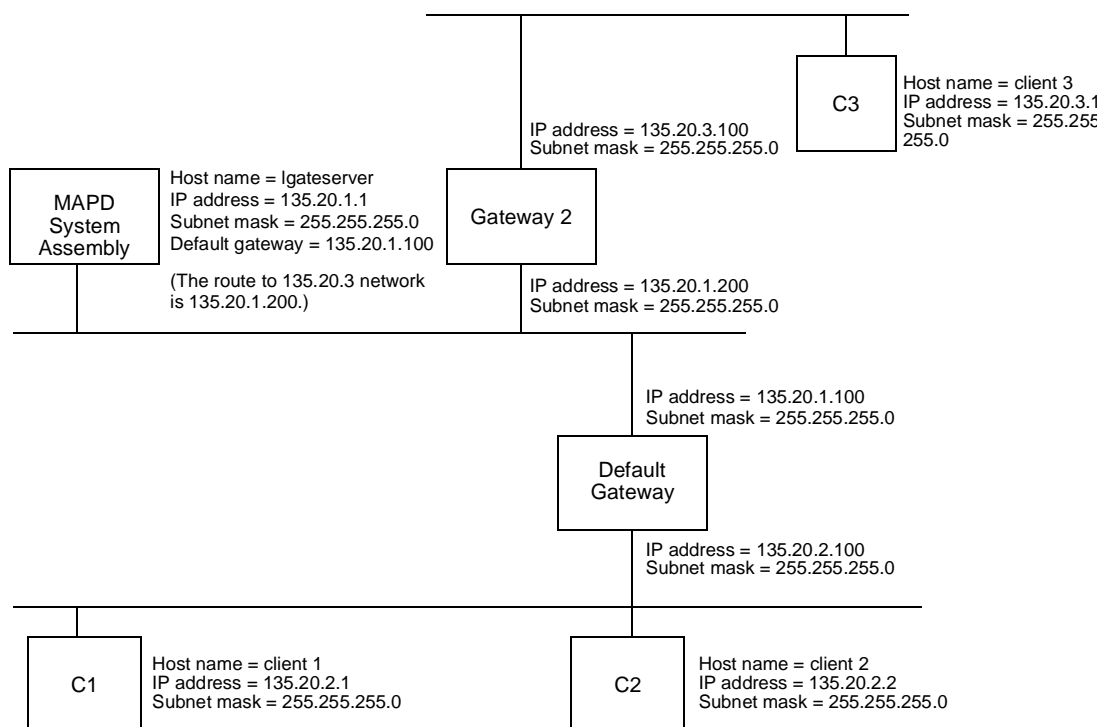 C3
Host name = client 3
IP address = 135.20.3.1
Subnet mask = 255.255
255.0
IP address = 135.20.3.100
Subnet mask = 255.255.255.0
MAPD
System
Assembly
Host name = Igateserver
IP address = 135.20.1.1
Subnet mask = 255.255.255.0
Default gateway = 135.20.1.100
(The route to 135.20.3 network
is 135.20.1.200.)
Gateway 2
IP address = 135.20.1.200
Subnet mask = 255.255.255.0
IP address = 135.20.1.100
Subnet mask = 255.255.255.0
Default
Gateway
IP address = 135.20.2.100
Subnet mask = 255.255.255.0
C1
Host name = client 1
IP address = 135.20.2.1
Subnet mask = 255.255.255.0
C2
Host name = client 2
IP address = 135.20.2.2
Subnet mask = 255.255.255.0